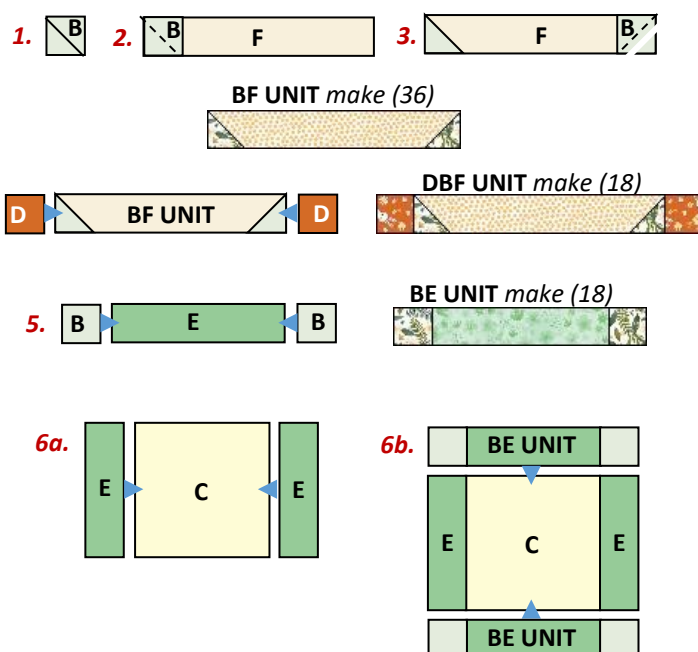 1. B 2. B F 3. F B
BF UNIT make (36)
D BF UNIT D
DBF UNIT make (18)
5. B E B
BE UNIT make (18)
6a. E C E
6b. BE UNIT
E C E
BE UNIT